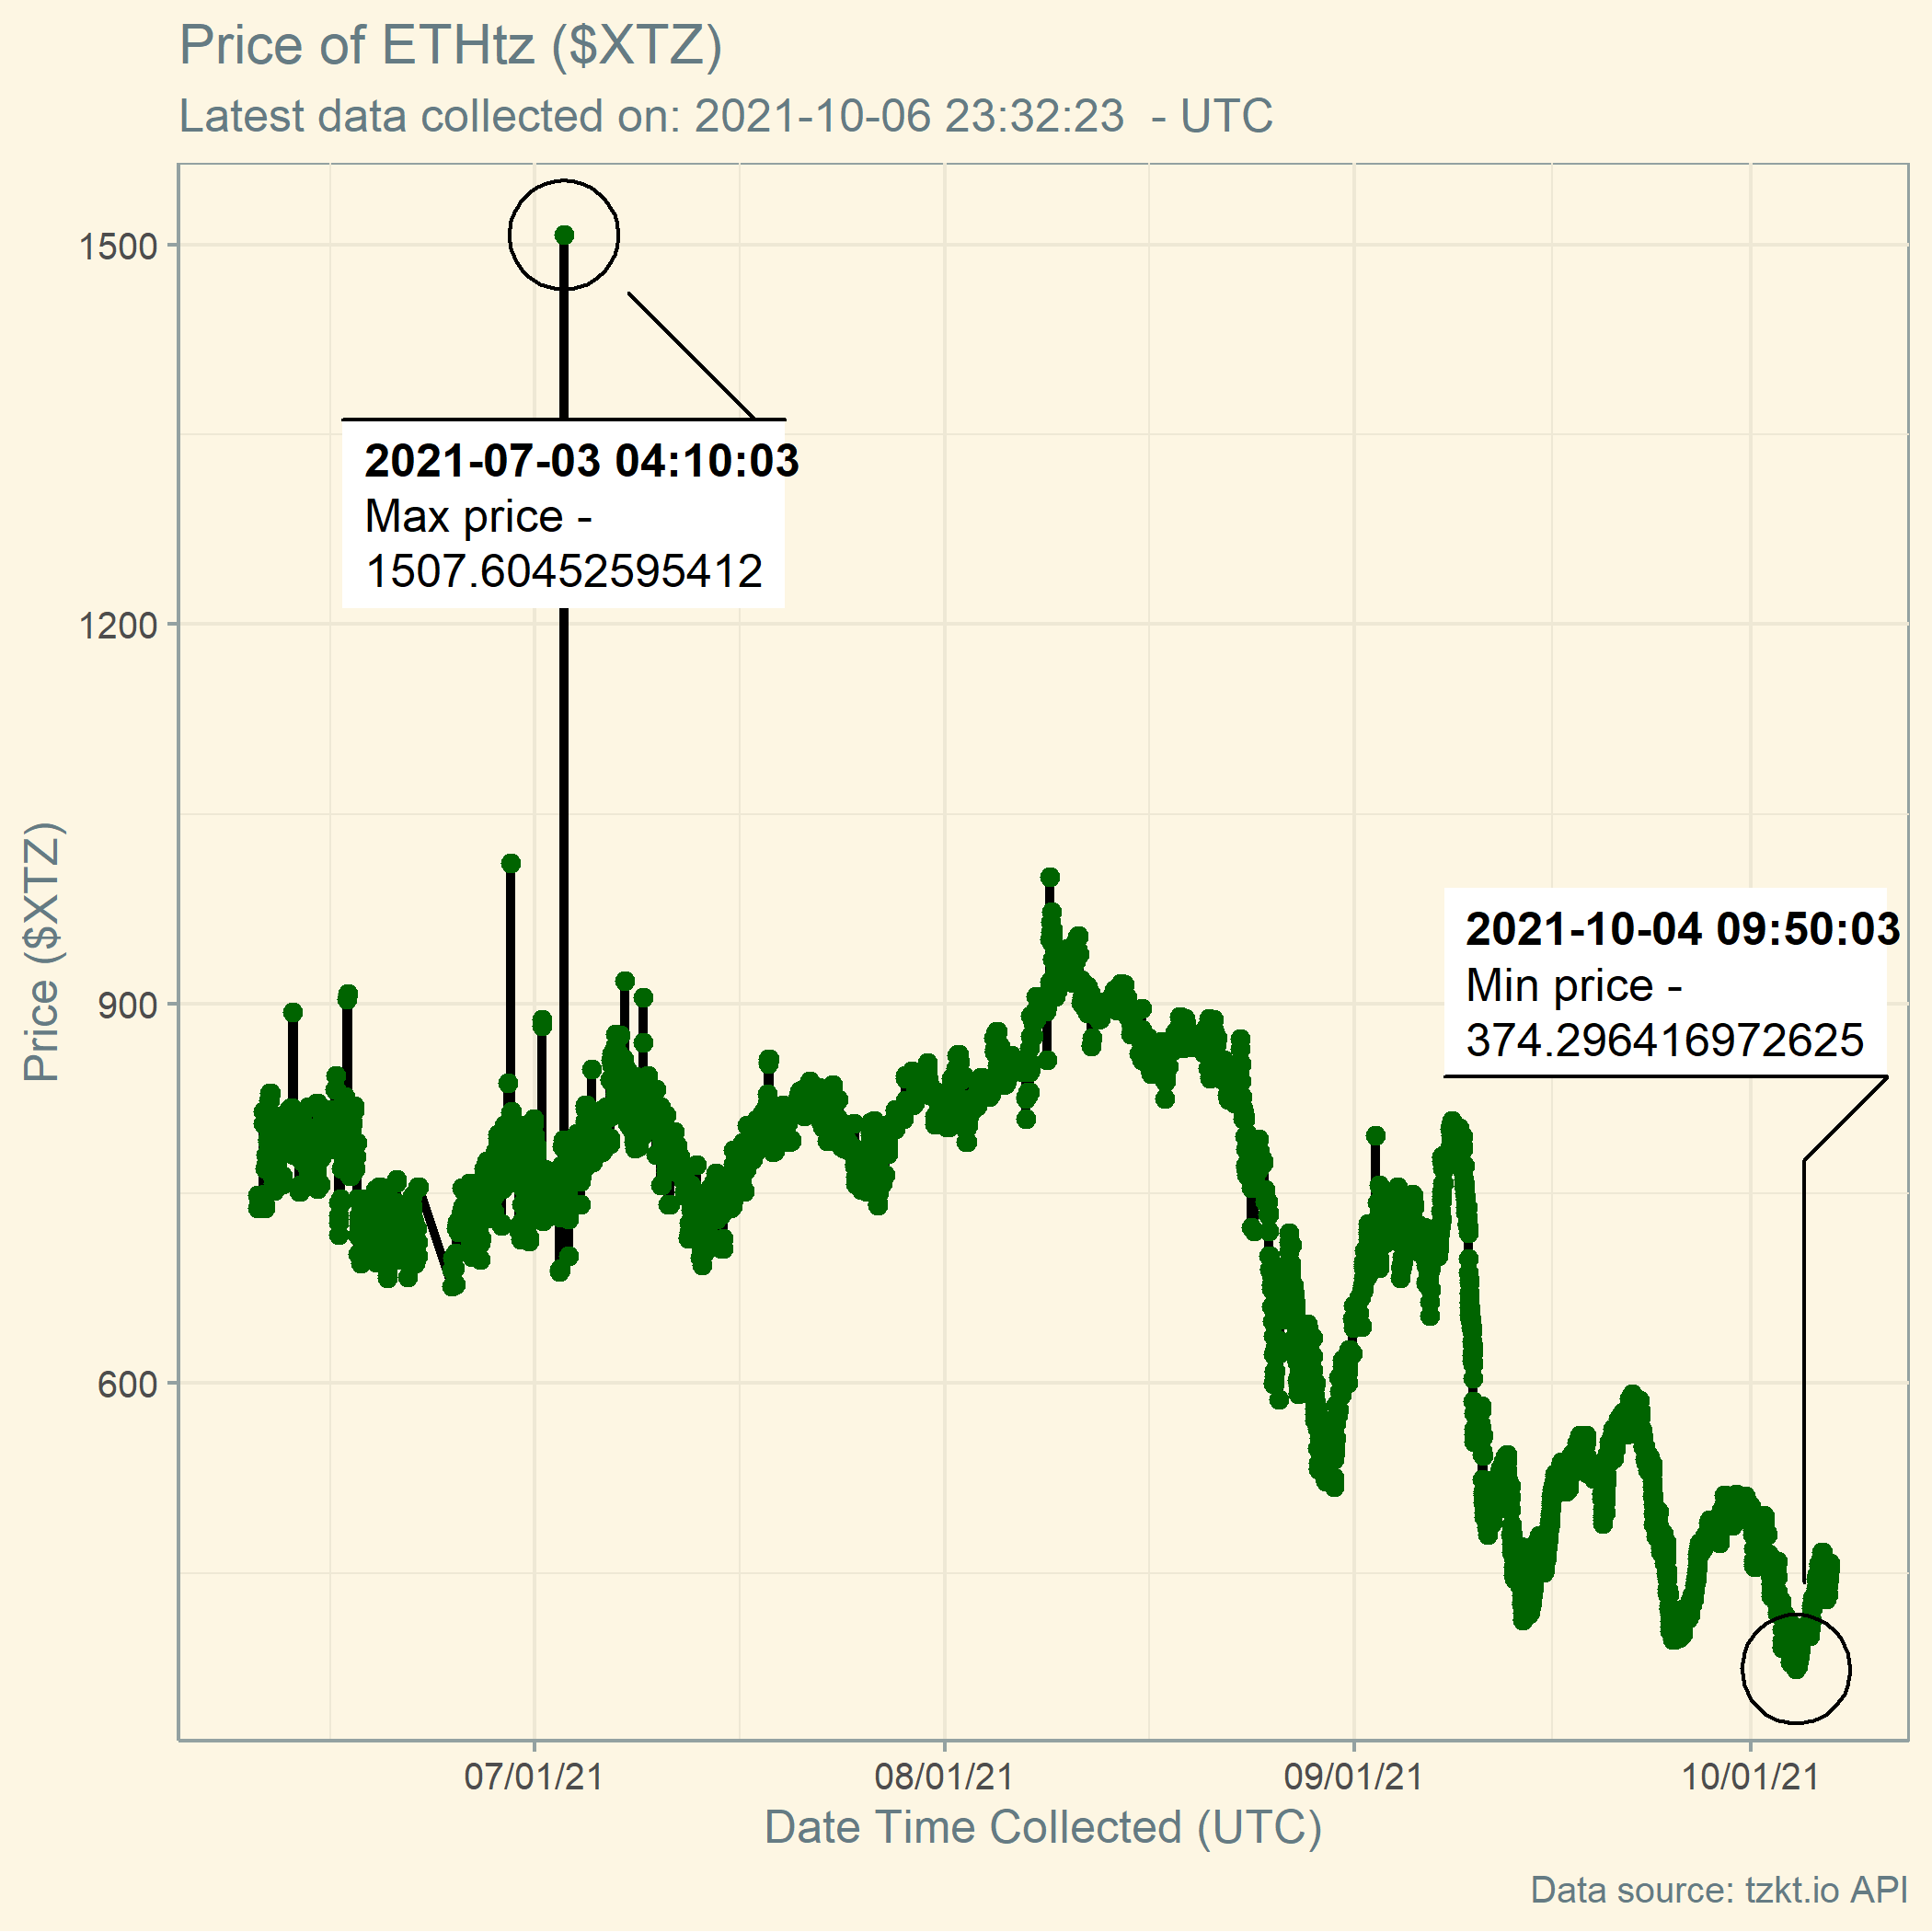 Price of ETHtz ($XTZ)
Latest data collected on: 2021-10-06 23:32:23  - UTC
1500
1200
900
600
Price ($XTZ)
2021-07-03 04:10:03
Max price -
1507.60452595412
2021-10-04 09:50:03
Min price -
374.296416972625
07/01/21
08/01/21
09/01/21
10/01/21
Date Time Collected (UTC)
Data source: tzkt.io API